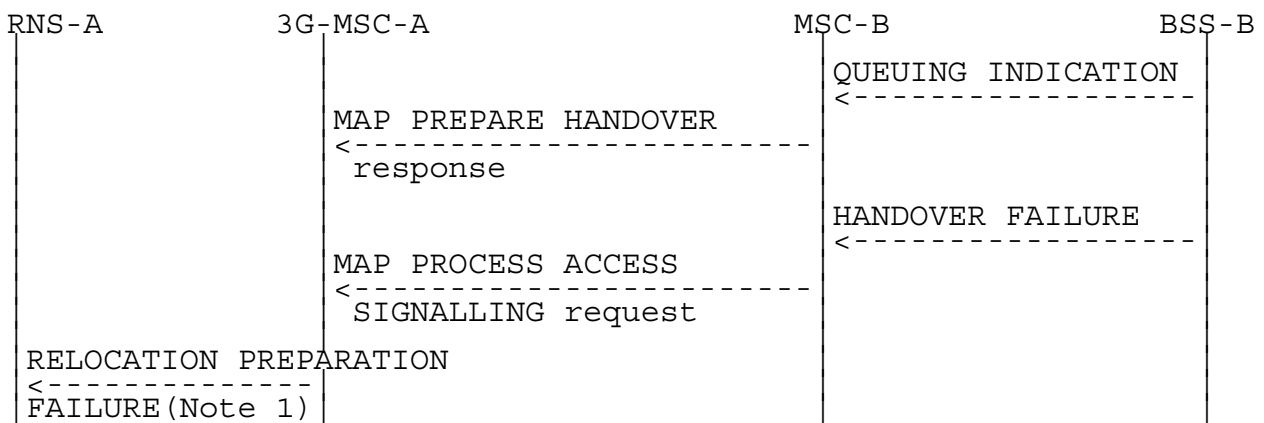 RNS-A 3G-MSC-A MSC-B BSS-B
QUEUING INDICATION
MAP PREPARE HANDOVER
response
HANDOVER FAILURE
MAP PROCESS ACCESS
SIGNALLING request
RELOCATION PREPARATION
FAILURE(Note 1)